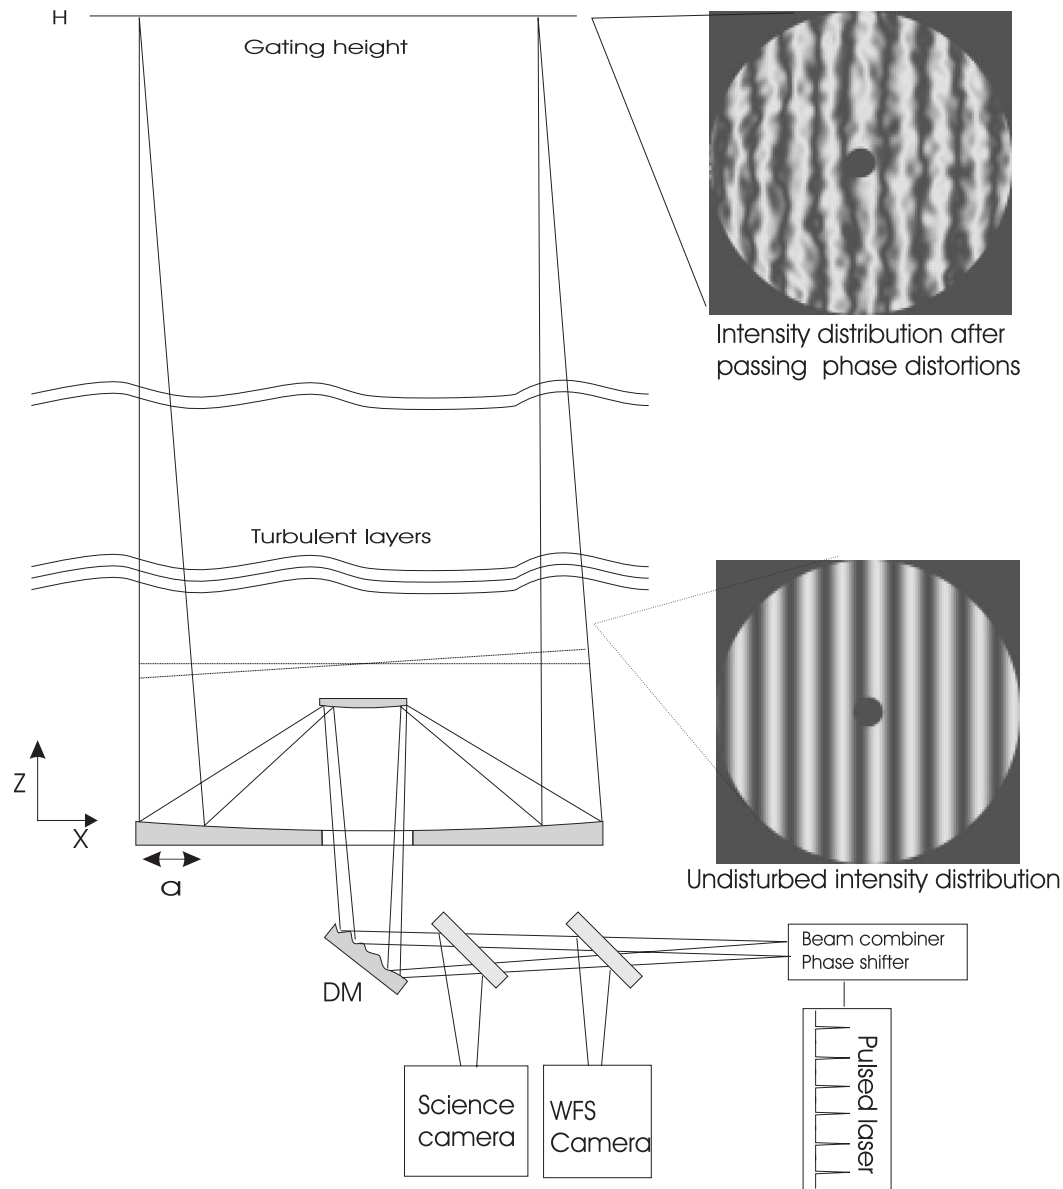 H
Gating height
Intensity distribution after
passing phase distortions
Turbulent layers
Z
X
a
Undisturbed intensity distribution
DM
Beam combiner
Phase shifter
Science
camera
WFS
Camera
Pulsed laser